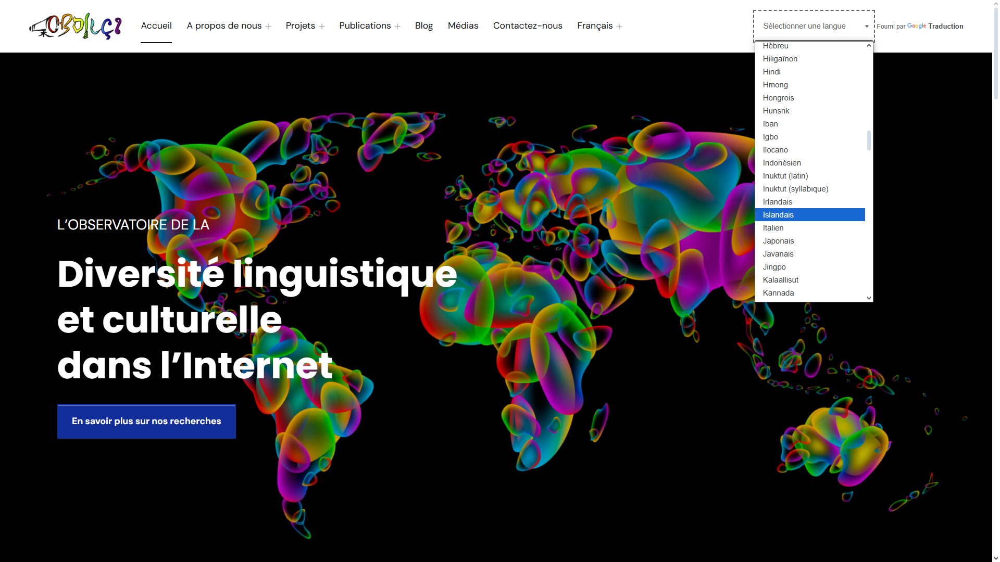 OBDILCI
Accueil
A propos de nous +
Projets +
Publications +
Blog
Médias
Contactez-nous
Français +
Sélectionner une langue
Fourni par Google Traduction
Hébreu
Hiligaïnon
Hindi
Hmong
Hongrois
Hunsrik
Iban
Igbo
Ilocano
Indonésien
Inuktut (latin)
Inuktut (syllabique)
Irlandais
Islandais
Italien
Japonais
Javanais
Jingpo
Kalaallisut
Kannada
L’OBSERVATOIRE DE LA
Diversité linguistique
et culturelle
dans l’Internet
En savoir plus sur nos recherches